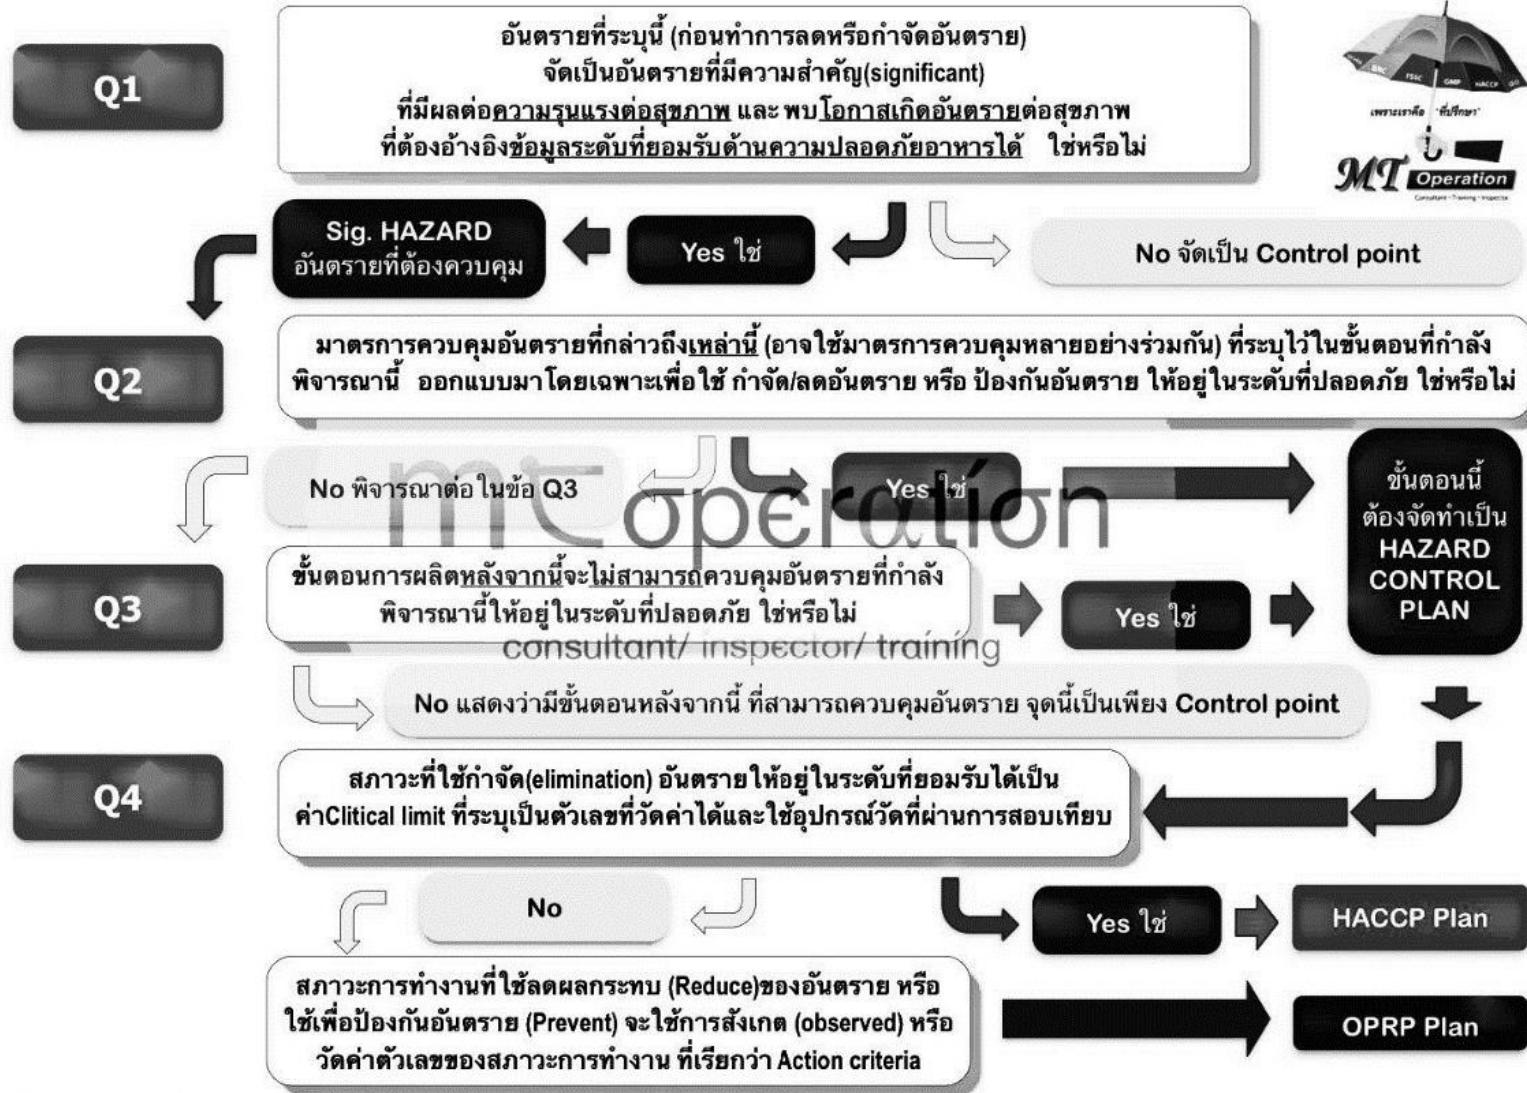 Q1
อันตรายที่ระบุนี้ (ก่อนทำการลดหรือกำจัดอันตราย)
จัดเป็นอันตรายที่มีความสำคัญ(significant)
ที่มีผลต่อความรุนแรงต่อสุขภาพ และ พบโอกาสเกิดอันตรายต่อสุขภาพ
ที่ต้องอ้างอิงข้อมูลระดับที่ยอมรับด้านความปลอดภัยอาหารได้ ใช่หรือไม่
BRC FSSC GMP HACCP
เพราะเราคือ "ที่ปรึกษา"
MT Operation
Consultant - Training - Inspector
Sig. HAZARD
อันตรายที่ต้องควบคุม
Yes ใช่
No จัดเป็น Control point
Q2
มาตรการควบคุมอันตรายที่กล่าวถึงเหล่านี้ (อาจใช้มาตรการควบคุมหลายอย่างร่วมกัน) ที่ระบุไว้ในขั้นตอนที่กำลัง
พิจารณานี้ ออกแบบมาโดยเฉพาะเพื่อใช้ กำจัด/ลดอันตราย หรือ ป้องกันอันตราย ให้อยู่ในระดับที่ปลอดภัย ใช่หรือไม่
No พิจารณาต่อในข้อ Q3
Yes ใช่
ขั้นตอนนี้
ต้องจัดทำเป็น
HAZARD
CONTROL
PLAN
mt operation
consultant/ inspector/ training
Q3
ขั้นตอนการผลิตหลังจากนี้จะไม่สามารถควบคุมอันตรายที่กำลัง
พิจารณานี้ให้อยู่ในระดับที่ปลอดภัย ใช่หรือไม่
Yes ใช่
No แสดงว่ามีขั้นตอนหลังจากนี้ ที่สามารถควบคุมอันตราย จุดนี้เป็นเพียง Control point
Q4
สภาวะที่ใช้กำจัด(elimination) อันตรายให้อยู่ในระดับที่ยอมรับได้เป็น
ค่าClitical limit ที่ระบุเป็นตัวเลขที่วัดค่าได้และใช้อุปกรณ์วัดที่ผ่านการสอบเทียบ
No
Yes ใช่
HACCP Plan
สภาวะการทำงานที่ใช้ลดผลกระทบ (Reduce)ของอันตราย หรือ
ใช้เพื่อป้องกันอันตราย (Prevent) จะใช้การสังเกต (observed) หรือ
วัดค่าตัวเลขของสภาวะการทำงาน ที่เรียกว่า Action criteria
OPRP Plan